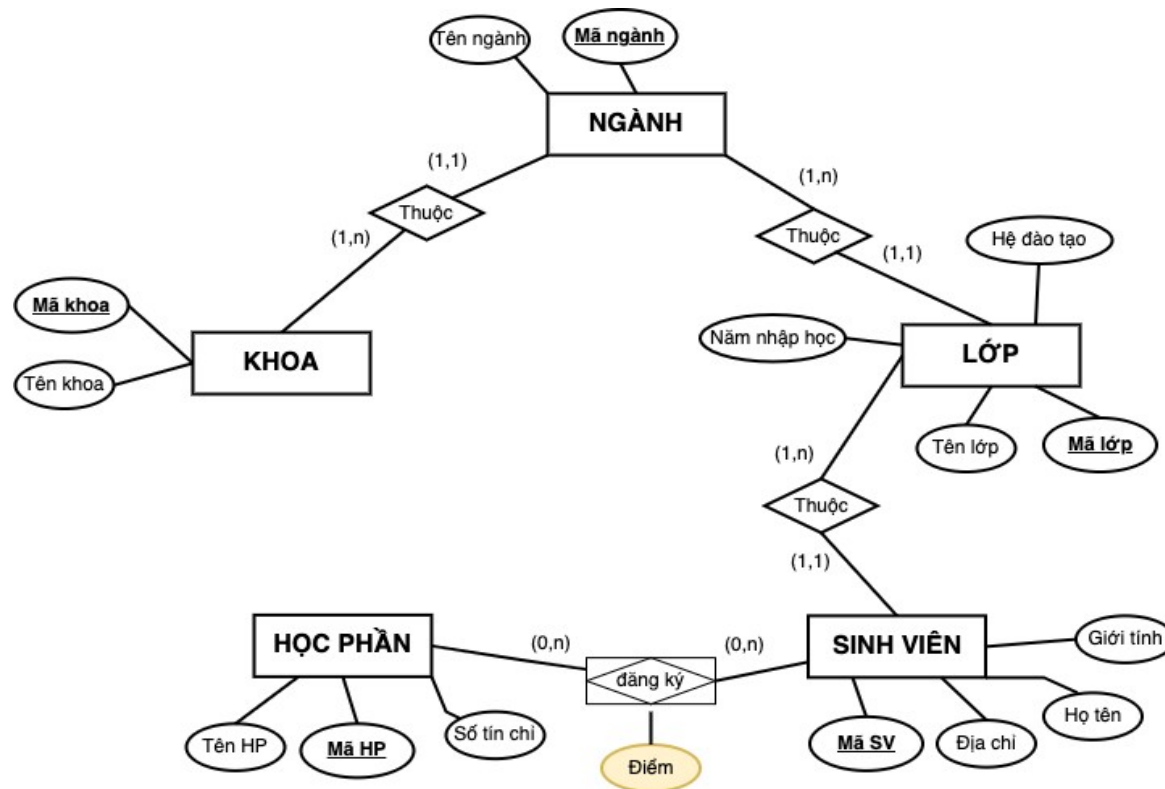 Tên ngành
Mã ngành
NGÀNH
(1,1)
(1,n)
Thuộc
Thuộc
(1,n)
(1,1)
Hệ đào tạo
Mã khoa
KHOA
Tên khoa
Năm nhập học
LỚP
Tên lớp
Mã lớp
(1,n)
Thuộc
(1,1)
HỌC PHẦN
(0,n)
(0,n)
SINH VIÊN
Giới tính
đăng ký
Họ tên
Tên HP
Mã HP
Số tín chỉ
Mã SV
Địa chỉ
Điểm